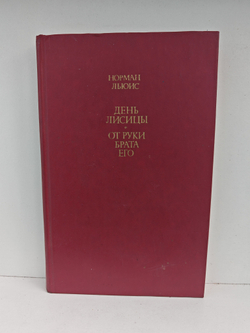 НОРМАН
ЛЬЮИС
ДЕНЬ
ЛИСИЦЫ
•
ОТ РУКИ
БРАТА
ЕГО